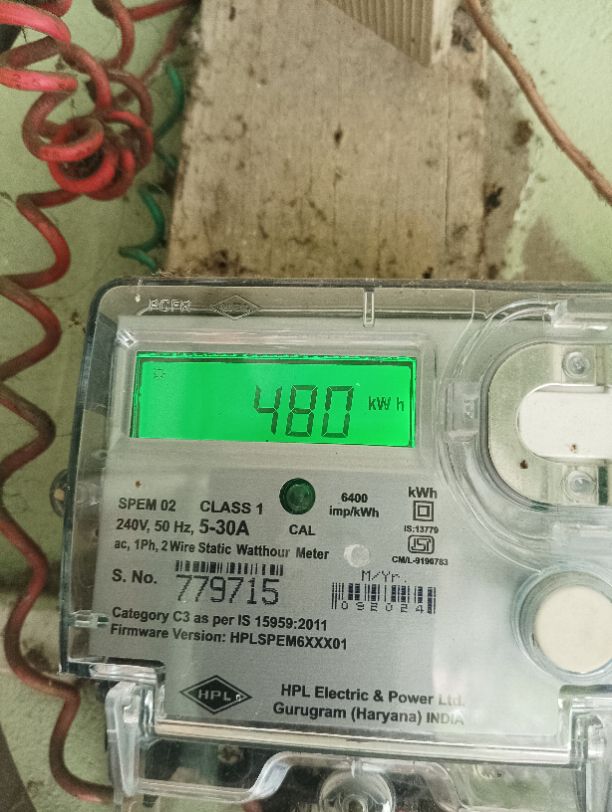 480 kWh
SPEM 02 CLASS 1
240V, 50 Hz, 5-30A
CAL
6400
imp/kWh
kWh
IS:13779
CM/L-9196783
ac, 1Ph, 2 Wire Static Watthour Meter
S. No. 779715
M/Yr.
092024
Category C3 as per IS 15959:2011
Firmware Version: HPLSPEM6XXX01
HPL
HPL Electric & Power Ltd.
Gurugram (Haryana) INDIA